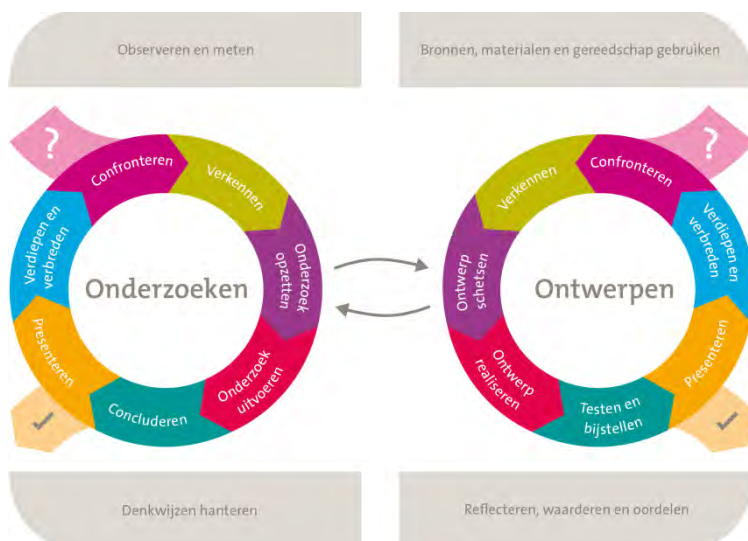 Observeren en meten
Bronnen, materialen en gereedschap gebruiken
?
Confronteren
Verkennen
Onderzoek
opzetten
Onderzoek
uitvoeren
Concluderen
Presenteren
!
Verdiepen en
verbreden
Onderzoeken
?
Confronteren
Verkennen
Ontwerp
schetsen
Ontwerp
realiseren
Testen en
bijstellen
Presenteren
!
Verdiepen en
verbreden
Ontwerpen
Denkwijzen hanteren
Reflecteren, waarderen en oordelen